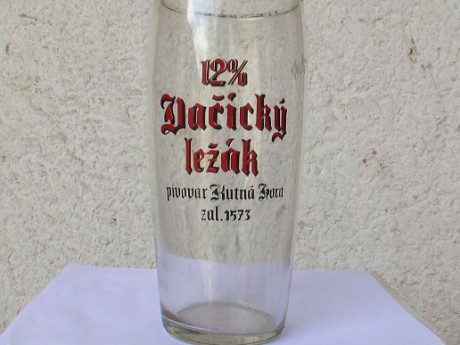 12%
Dačický
ležák
pivovar Kutná Hora
zal. 1573